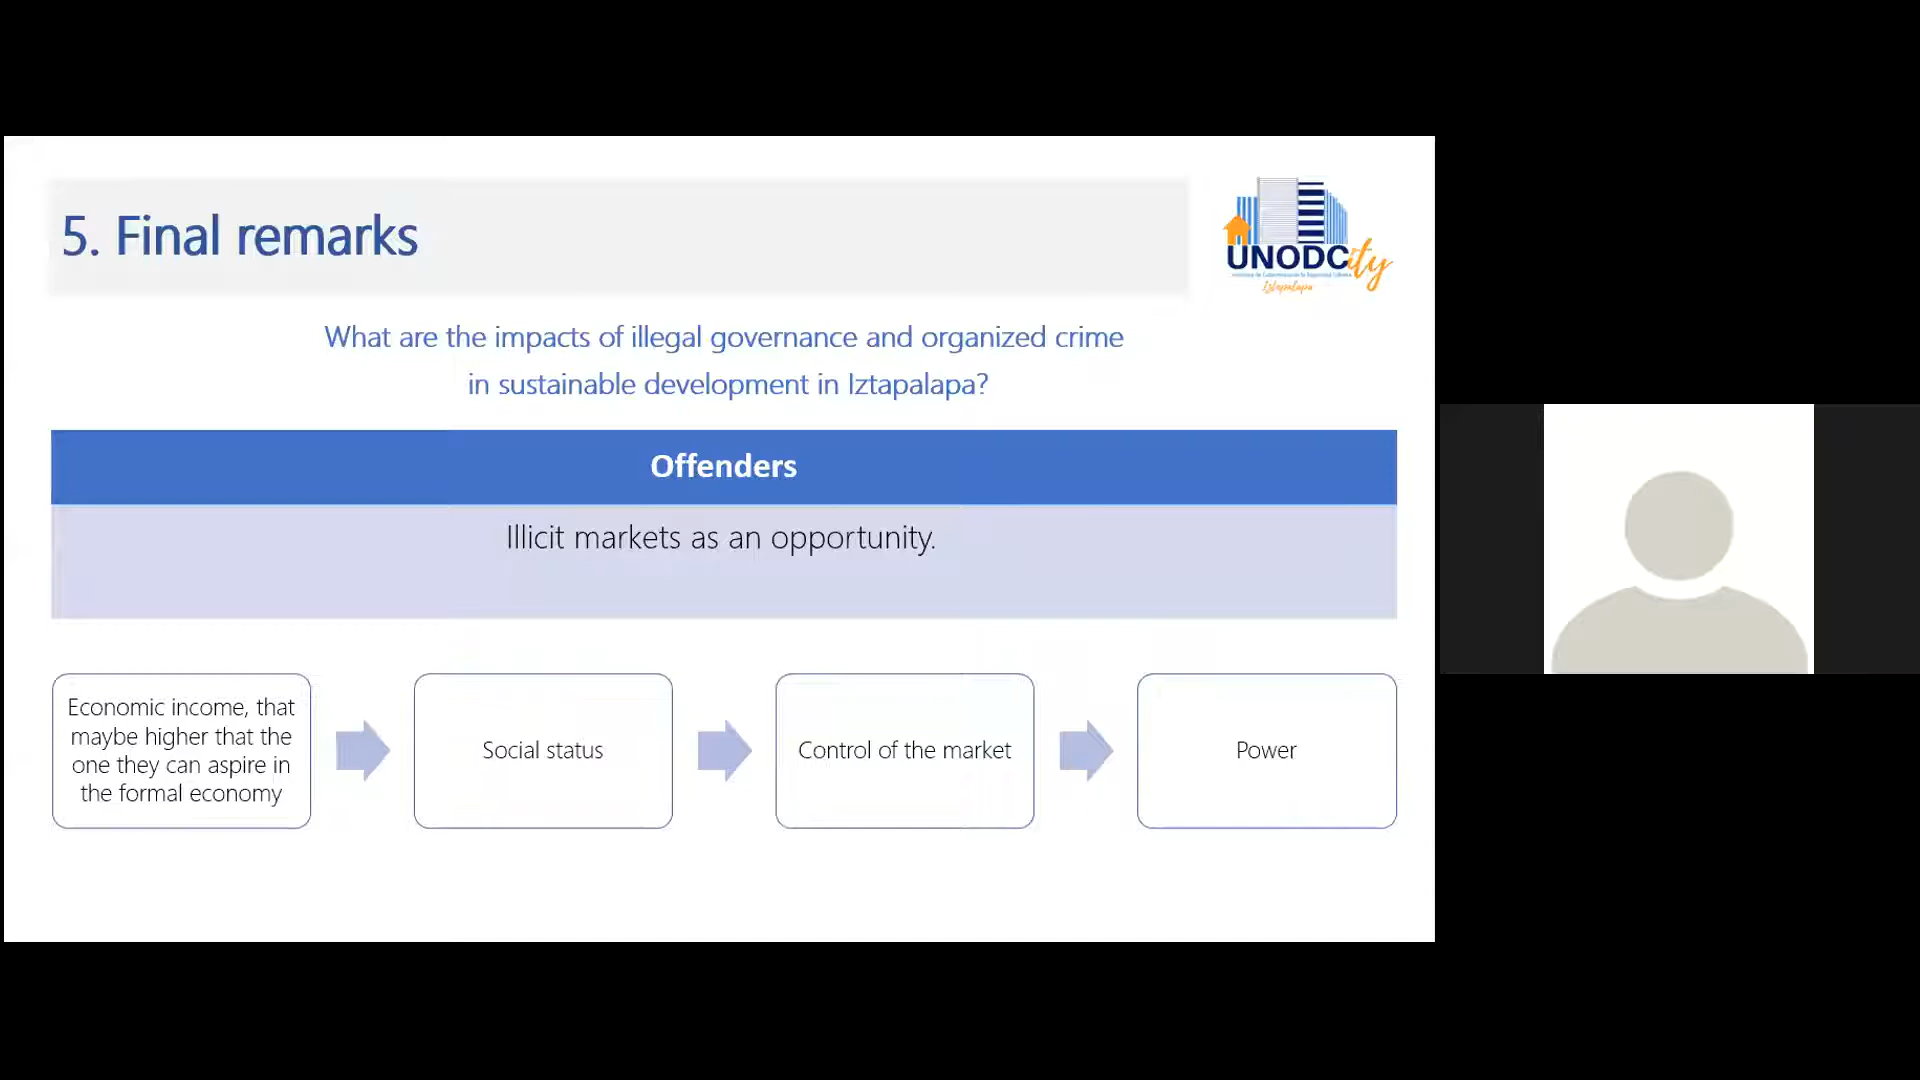 5. Final remarks
UNODCity
Iztapalapa
What are the impacts of illegal governance and organized crime
in sustainable development in Iztapalapa?
Offenders
Illicit markets as an opportunity.
Economic income, that
maybe higher that the
one they can aspire in
the formal economy
Social status
Control of the market
Power